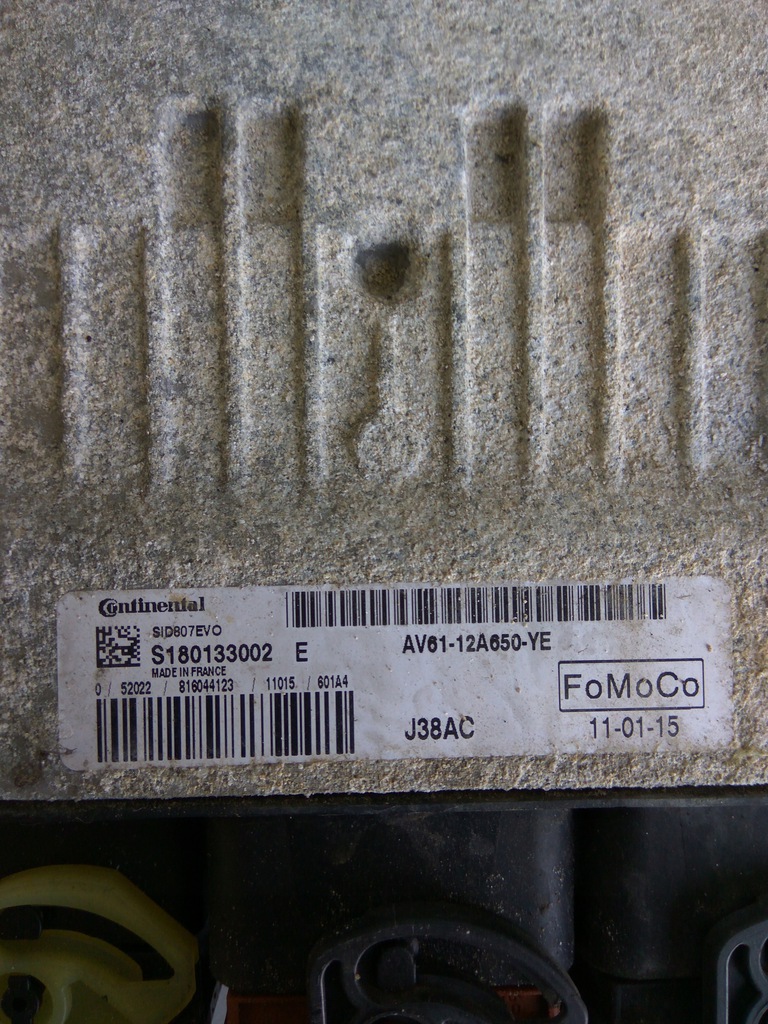 Continental
SID807EVO
S180133002 E
MADE IN FRANCE
0 / 52022 / 816044123 / 11015 / 601A4
AV61-12A650-YE
J38AC
FoMoCo
11-01-15